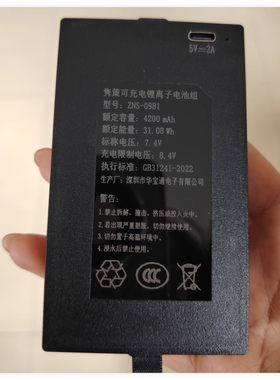 5V⎓2A
隽策可充电锂离子电池组
型号：ZNS-09B1
额定容量：4200mAh
额定能量：31.08 Wh
标称电压：7.4V
充电限制电压：8.4V
执行标准：GB31241-2022
生产厂：深圳市华宝通电子有限公司
警告：
1.禁止拆解、撞击、挤压或投入火中
2.若出现严重鼓胀，切勿继续使用
3.切勿置于高温环境中
4.浸水后禁止使用